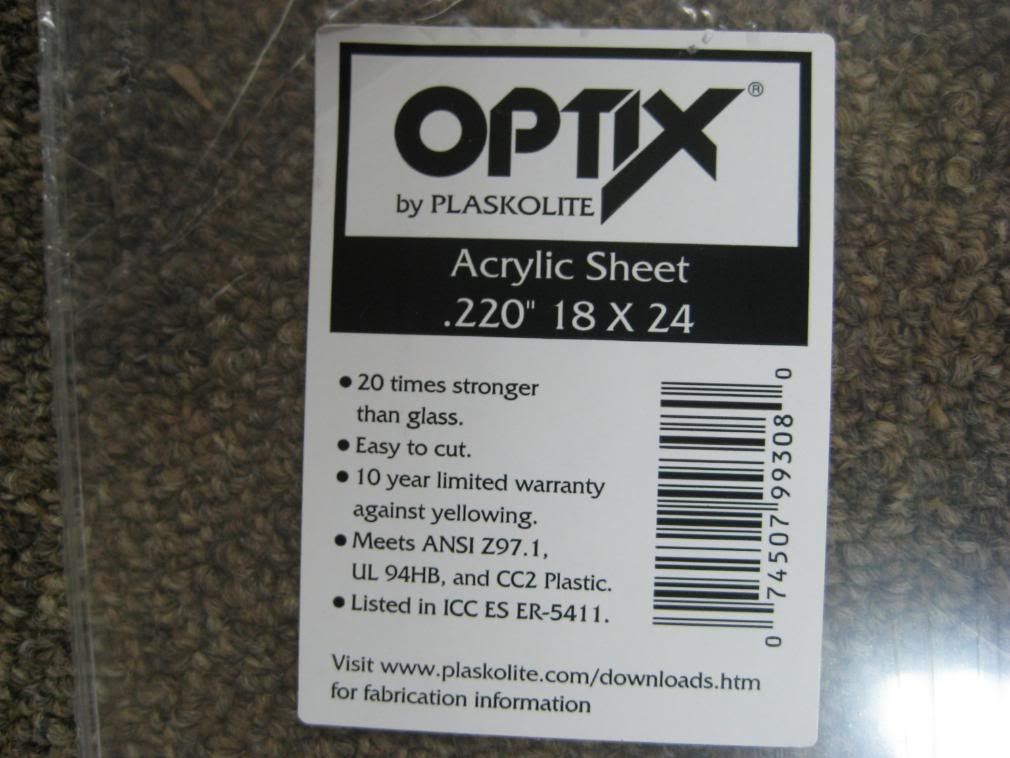 OPTIX®
by PLASKOLITE
Acrylic Sheet
.220" 18 X 24
• 20 times stronger
than glass.
• Easy to cut.
• 10 year limited warranty
against yellowing.
• Meets ANSI Z97.1,
UL 94HB, and CC2 Plastic.
• Listed in ICC ES ER-5411.
0 74507 99308 0
Visit www.plaskolite.com/downloads.htm
for fabrication information